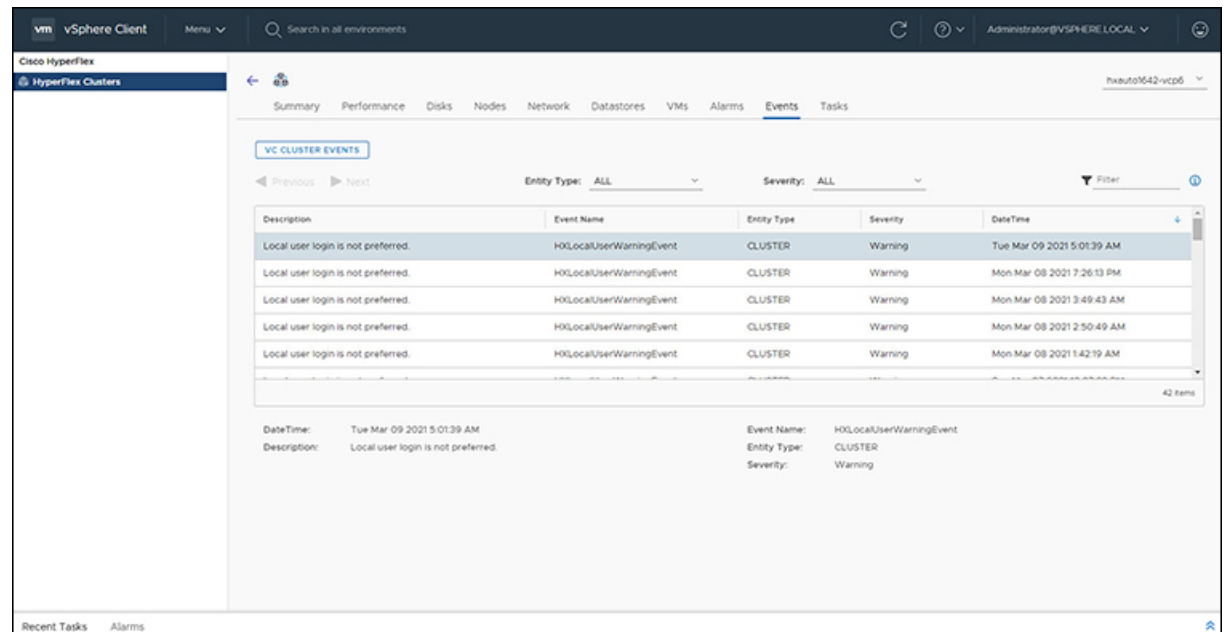 vm vSphere Client Menu Search in all environments Administrator@VSPHERE.LOCAL
Cisco HyperFlex
HyperFlex Clusters
hxauto1642-vcp6
Summary Performance Disks Nodes Network Datastores VMs Alarms Events Tasks
VC CLUSTER EVENTS
Previous Next Entity Type: ALL Severity: ALL Filter
Description Event Name Entity Type Severity DateTime
Local user login is not preferred. HXLocalUserWarningEvent CLUSTER Warning Tue Mar 09 2021 5:01:39 AM
Local user login is not preferred. HXLocalUserWarningEvent CLUSTER Warning Mon Mar 08 2021 7:26:13 PM
Local user login is not preferred. HXLocalUserWarningEvent CLUSTER Warning Mon Mar 08 2021 3:49:43 AM
Local user login is not preferred. HXLocalUserWarningEvent CLUSTER Warning Mon Mar 08 2021 2:50:49 AM
Local user login is not preferred. HXLocalUserWarningEvent CLUSTER Warning Mon Mar 08 2021 1:42:19 AM
42 items
DateTime: Tue Mar 09 2021 5:01:39 AM Event Name: HXLocalUserWarningEvent
Description: Local user login is not preferred. Entity Type: CLUSTER
Severity: Warning
Recent Tasks Alarms